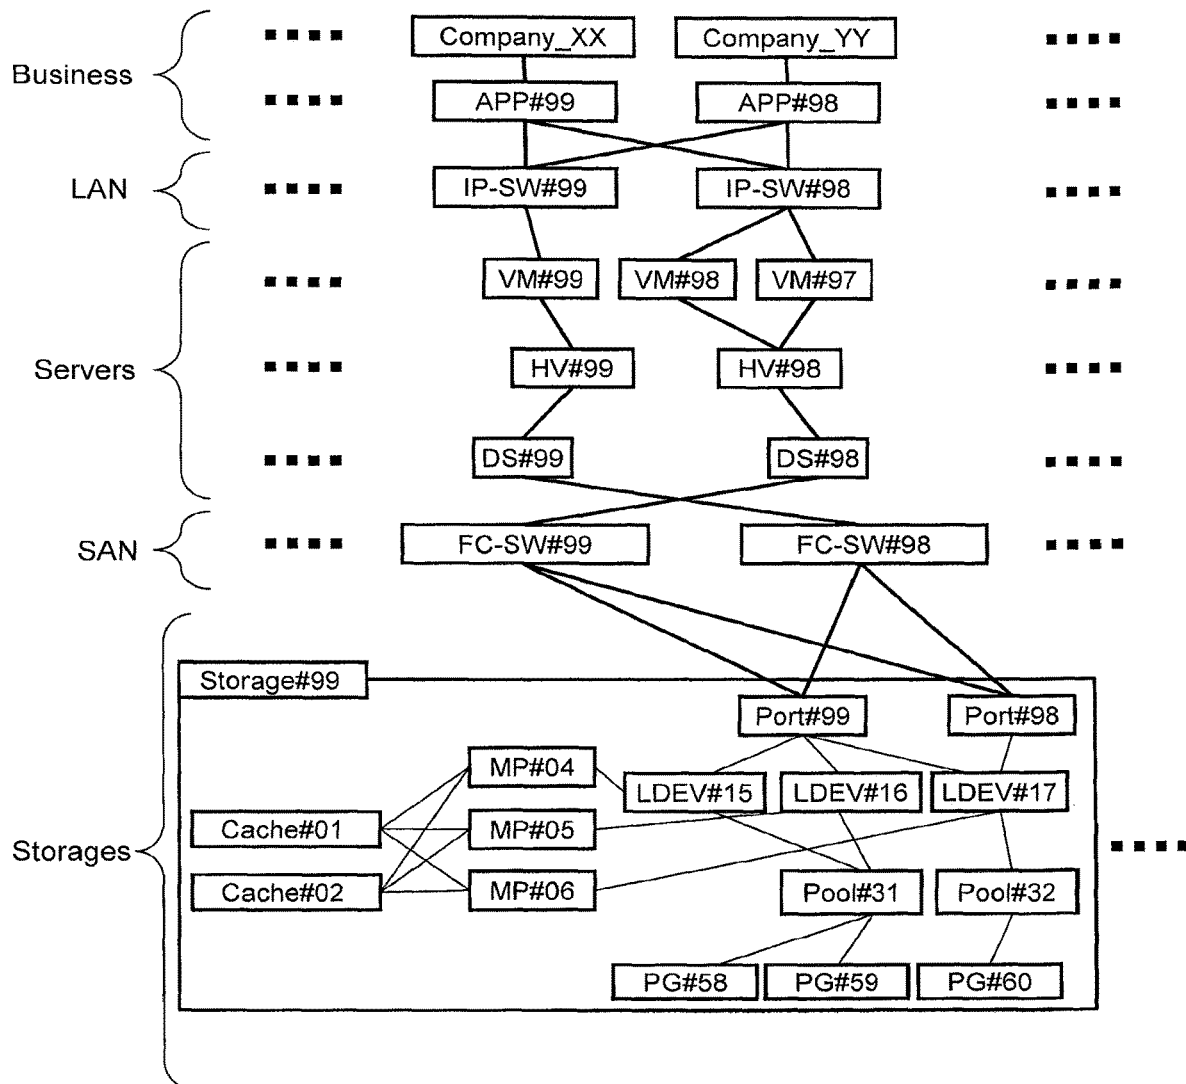 Company_XX Company_YY
Business
APP#99 APP#98
LAN IP-SW#99 IP-SW#98
VM#99 VM#98 VM#97
Servers HV#99 HV#98
DS#99 DS#98
SAN FC-SW#99 FC-SW#98
Storage#99
Port#99 Port#98
MP#04
LDEV#15 LDEV#16 LDEV#17
Cache#01 MP#05
Storages
Cache#02 MP#06 Pool#31 Pool#32
PG#58 PG#59 PG#60